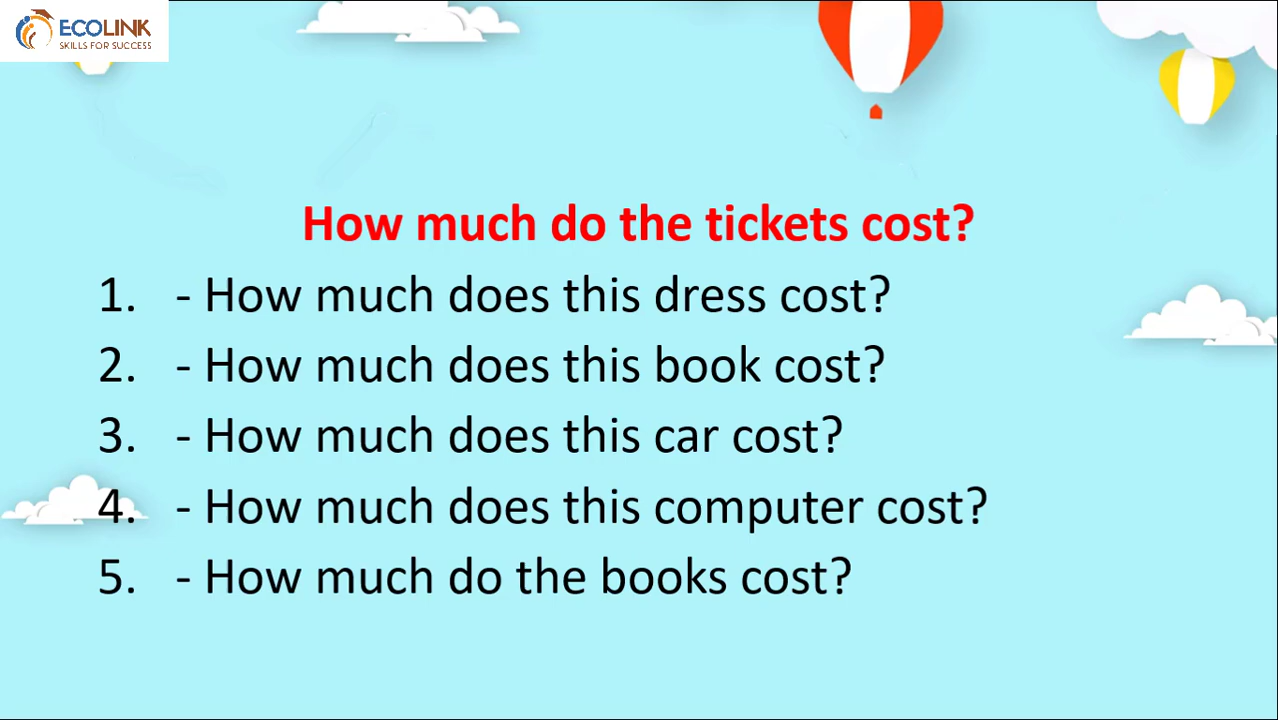 ECOLINK
SKILLS FOR SUCCESS
How much do the tickets cost?
1. - How much does this dress cost?
2. - How much does this book cost?
3. - How much does this car cost?
4. - How much does this computer cost?
5. - How much do the books cost?